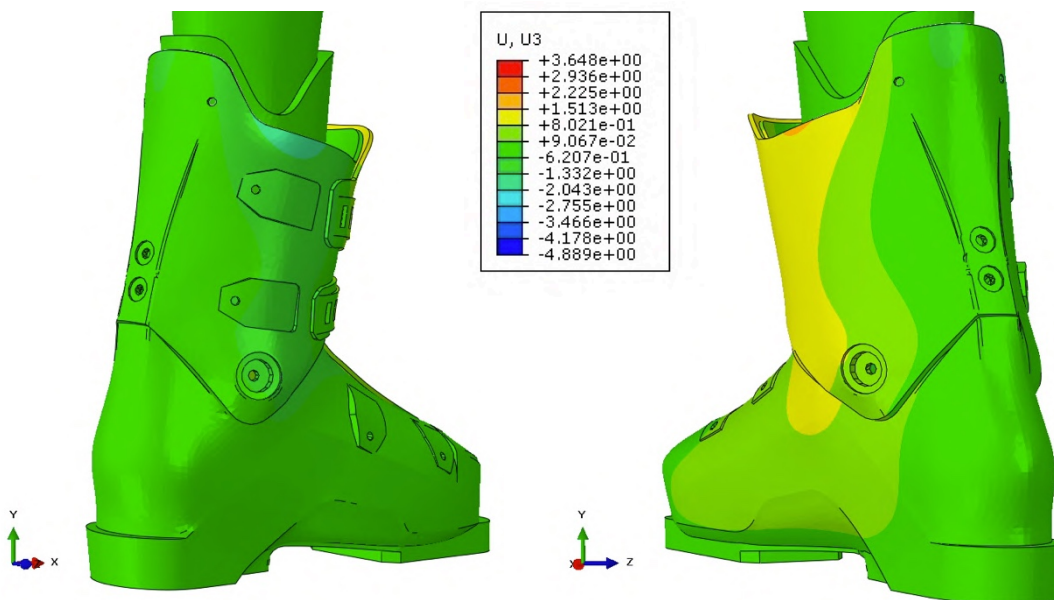 U, U3
+3.648e+00
+2.936e+00
+2.225e+00
+1.513e+00
+8.021e-01
+9.067e-02
-6.207e-01
-1.332e+00
-2.043e+00
-2.755e+00
-3.466e+00
-4.178e+00
-4.889e+00
Y
X
Y
Z